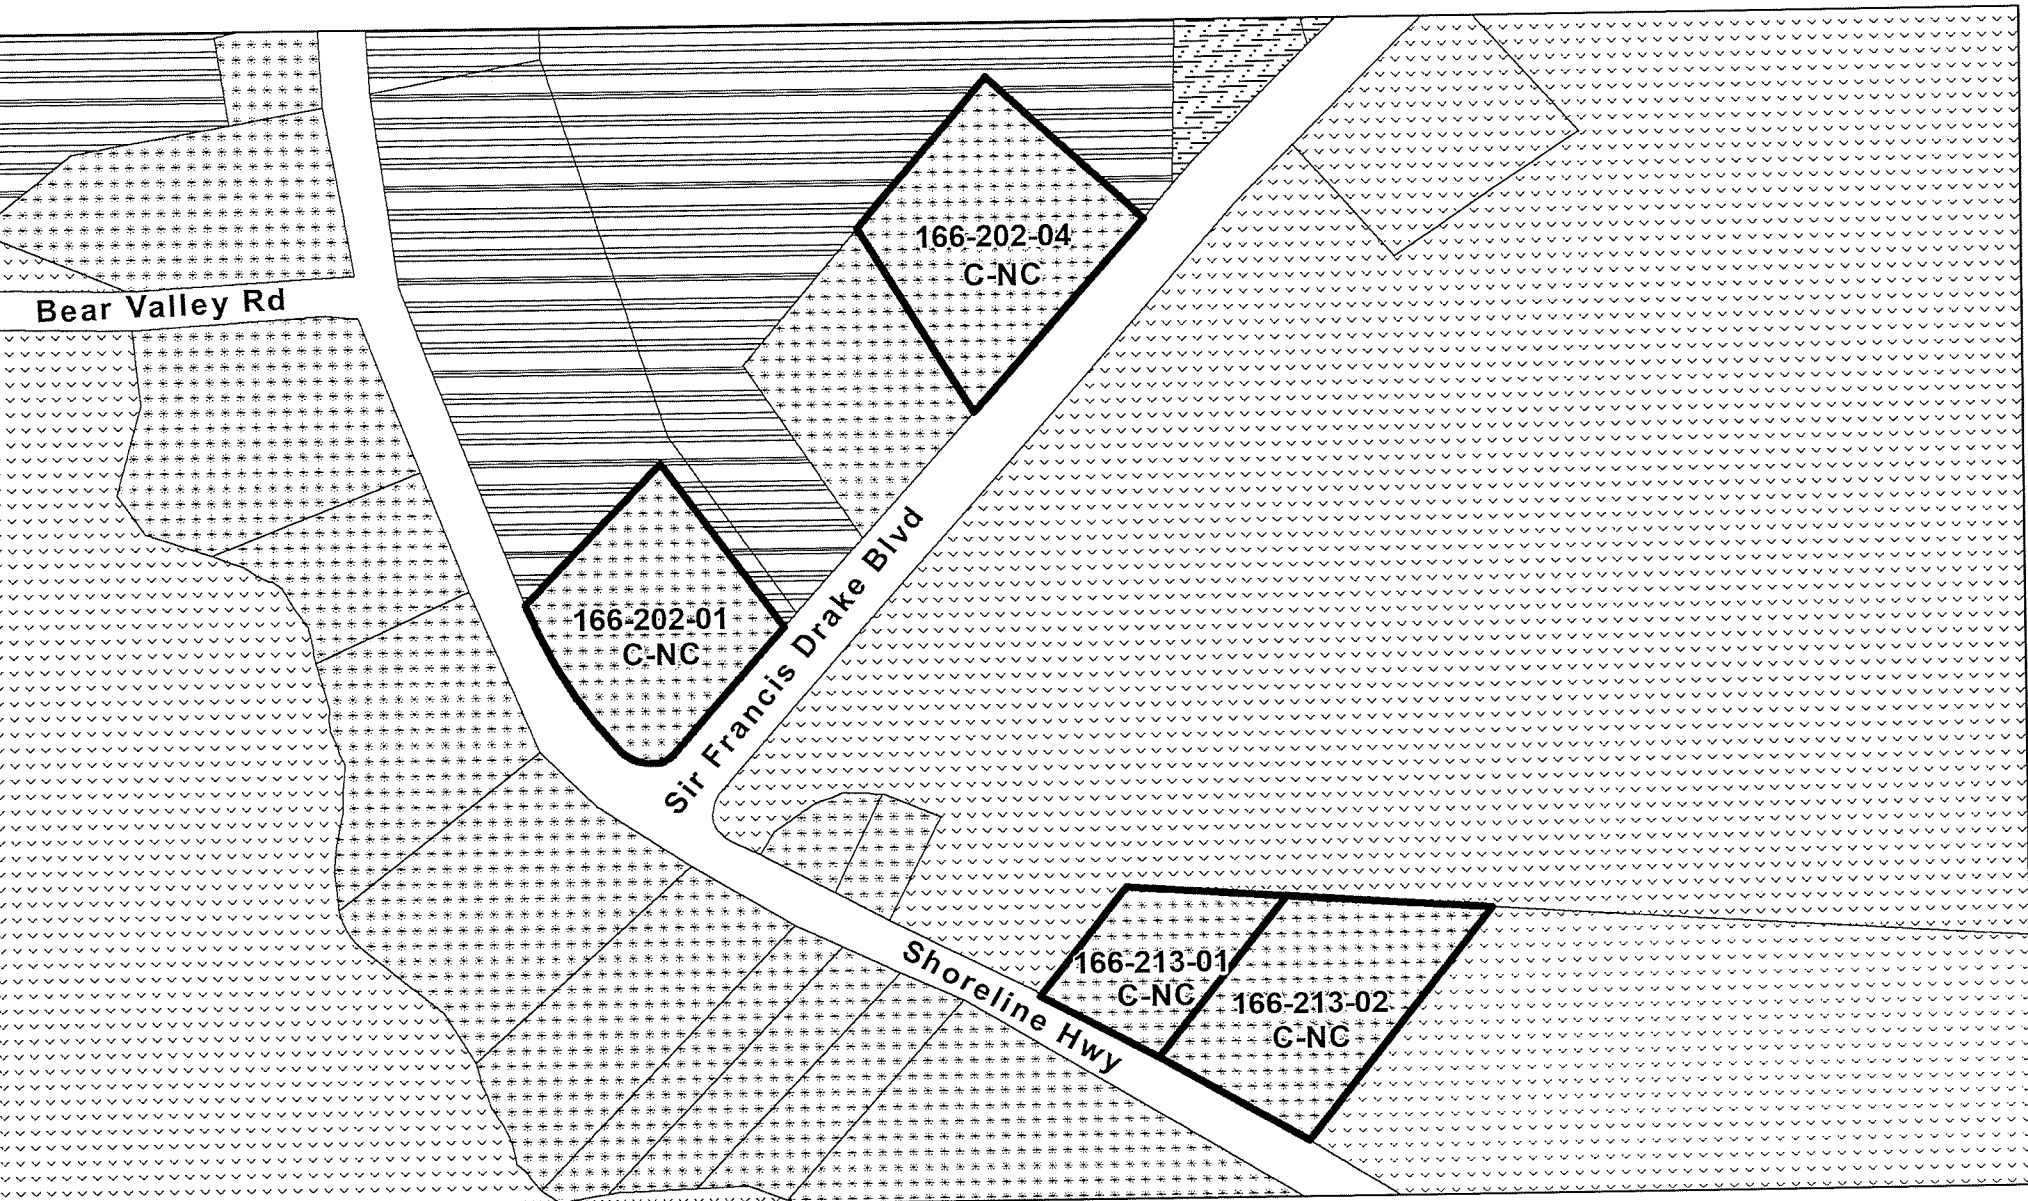 166-202-04
C-NC
Bear Valley Rd
Sir Francis Drake Blvd
166-202-01
C-NC
Shoreline Hwy
166-213-01
C-NC
166-213-02
C-NC